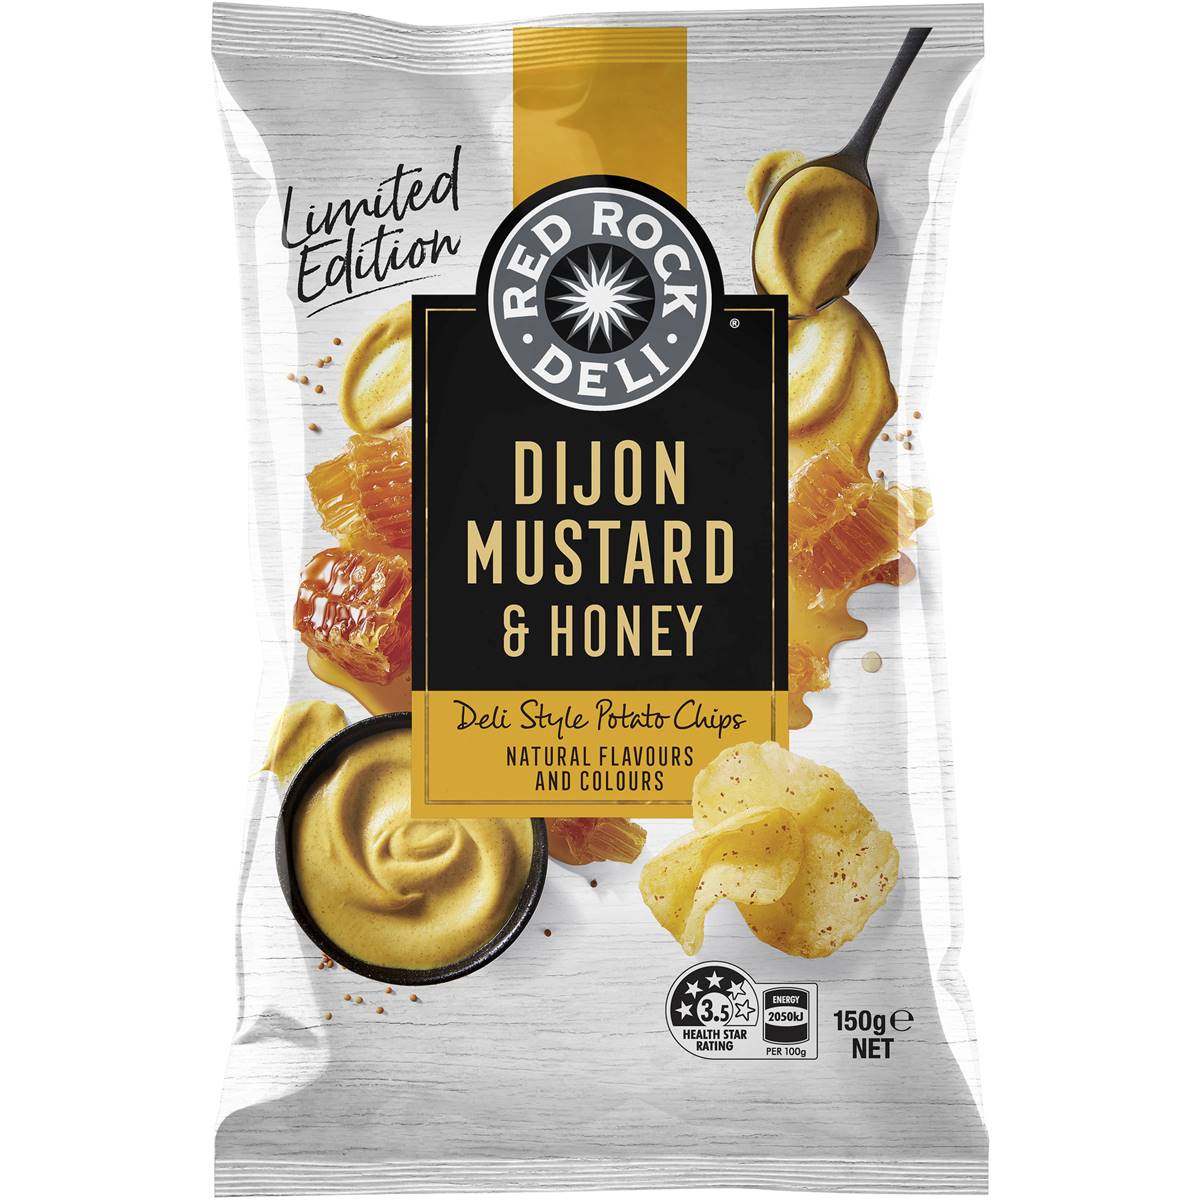 Limited
Edition
RED ROCK
· DELI ·
®
DIJON
MUSTARD
& HONEY
Deli Style Potato Chips
NATURAL FLAVOURS
AND COLOURS
3.5
HEALTH STAR
RATING
ENERGY
2050kJ
PER 100g
150g℮
NET